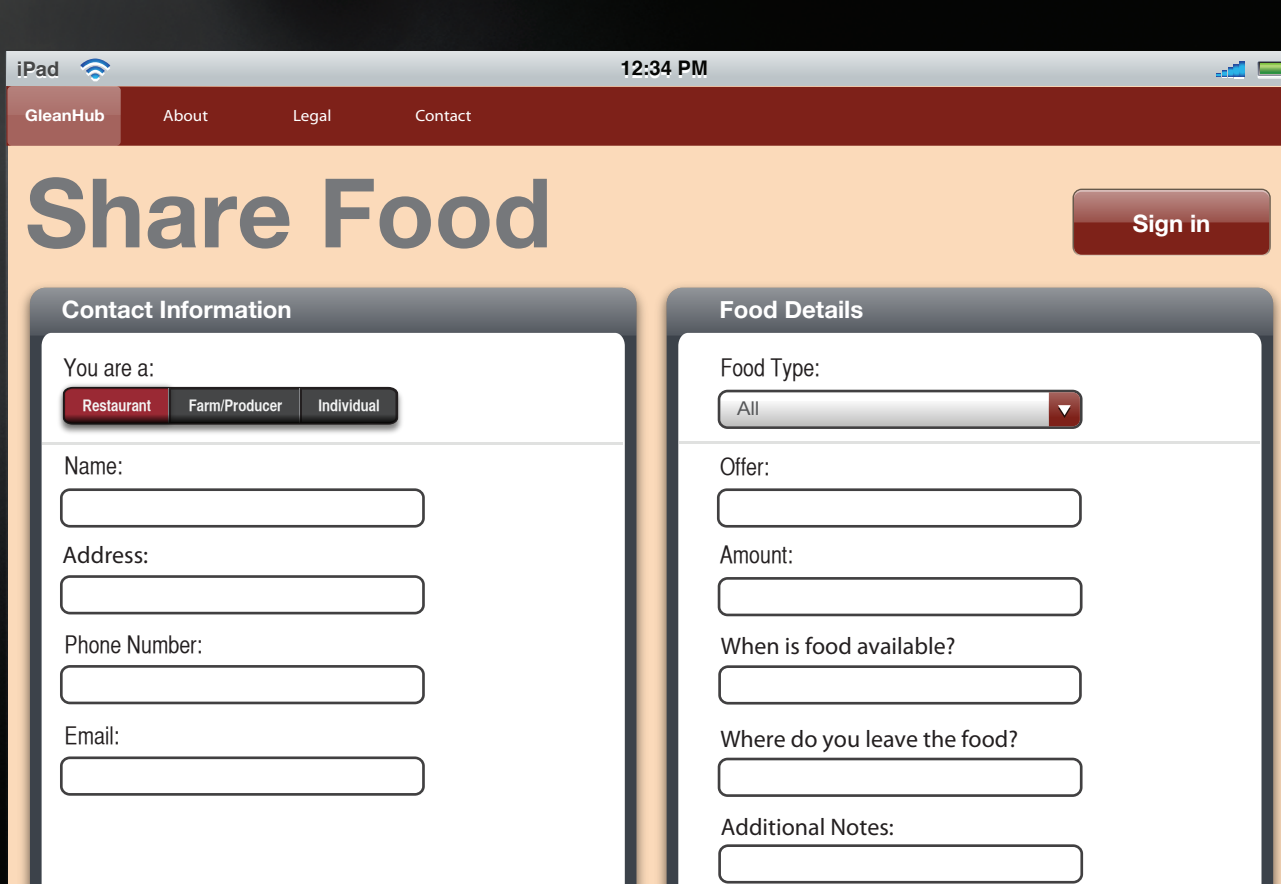 iPad 12:34 PM
GleanHub About Legal Contact
Share Food
Sign in
Contact Information
You are a:
Restaurant Farm/Producer Individual
Name:
Address:
Phone Number:
Email:
Food Details
Food Type:
All
Offer:
Amount:
When is food available?
Where do you leave the food?
Additional Notes: